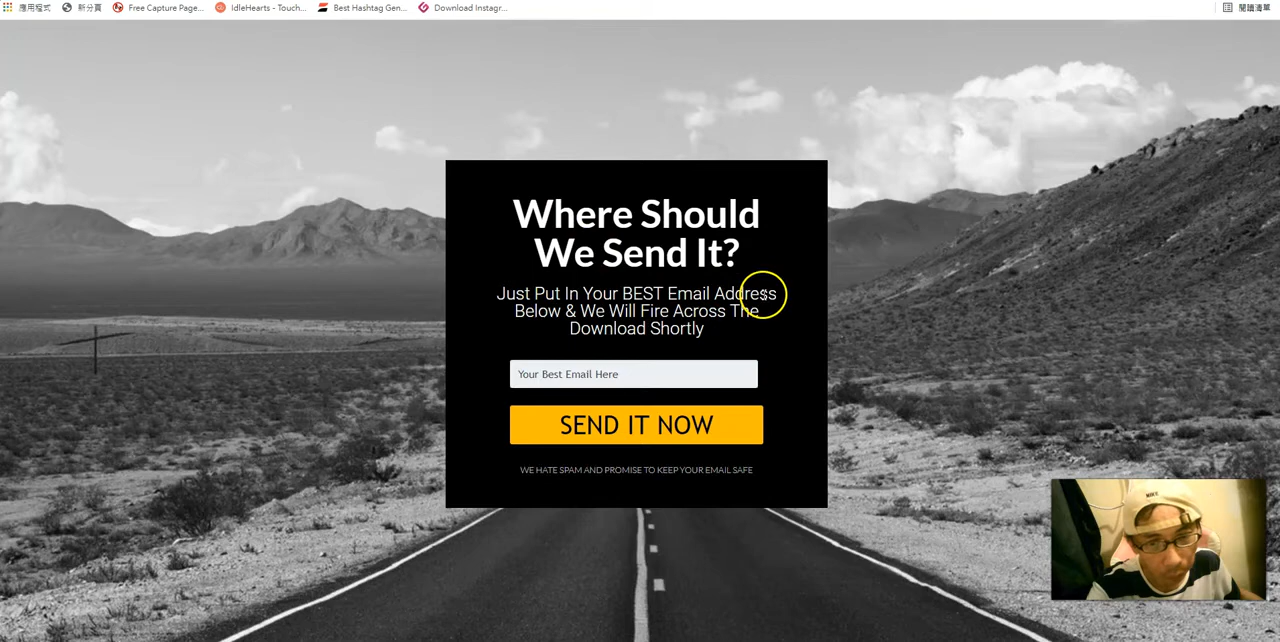 應用程式 新分頁 Free Capture Page... IdleHearts - Touch... Best Hashtag Gen... Download Instagr... 閱讀清單
Where Should
We Send It?
Just Put In Your BEST Email Address
Below & We Will Fire Across The
Download Shortly
Your Best Email Here
SEND IT NOW
WE HATE SPAM AND PROMISE TO KEEP YOUR EMAIL SAFE